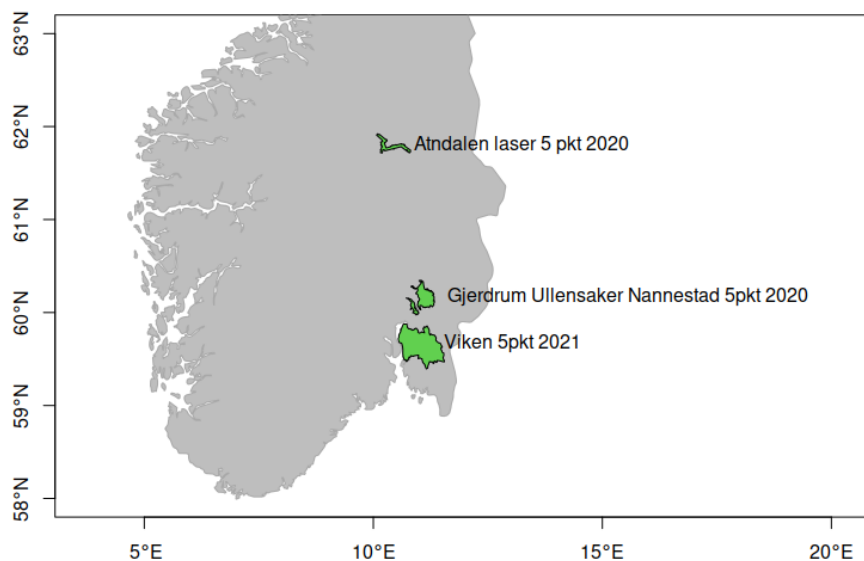 63°N
62°N
Atndalen laser 5 pkt 2020
61°N
60°N
Gjerdrum Ullensaker Nannestad 5pkt 2020
Viken 5pkt 2021
59°N
58°N
5°E
10°E
15°E
20°E